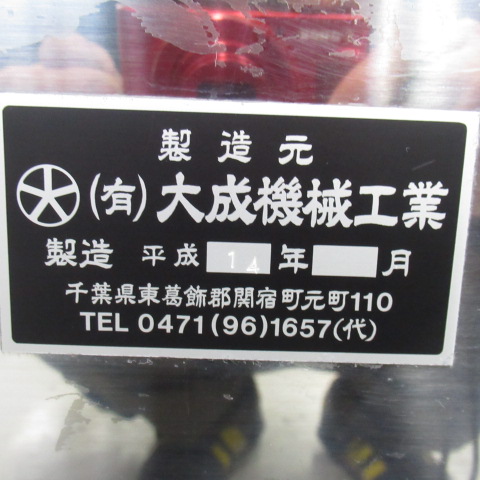 製造元
(有)大成機械工業
製造 平成 14 年 月
千葉県東葛飾郡関宿町元町110
TEL 0471(96)1657(代)